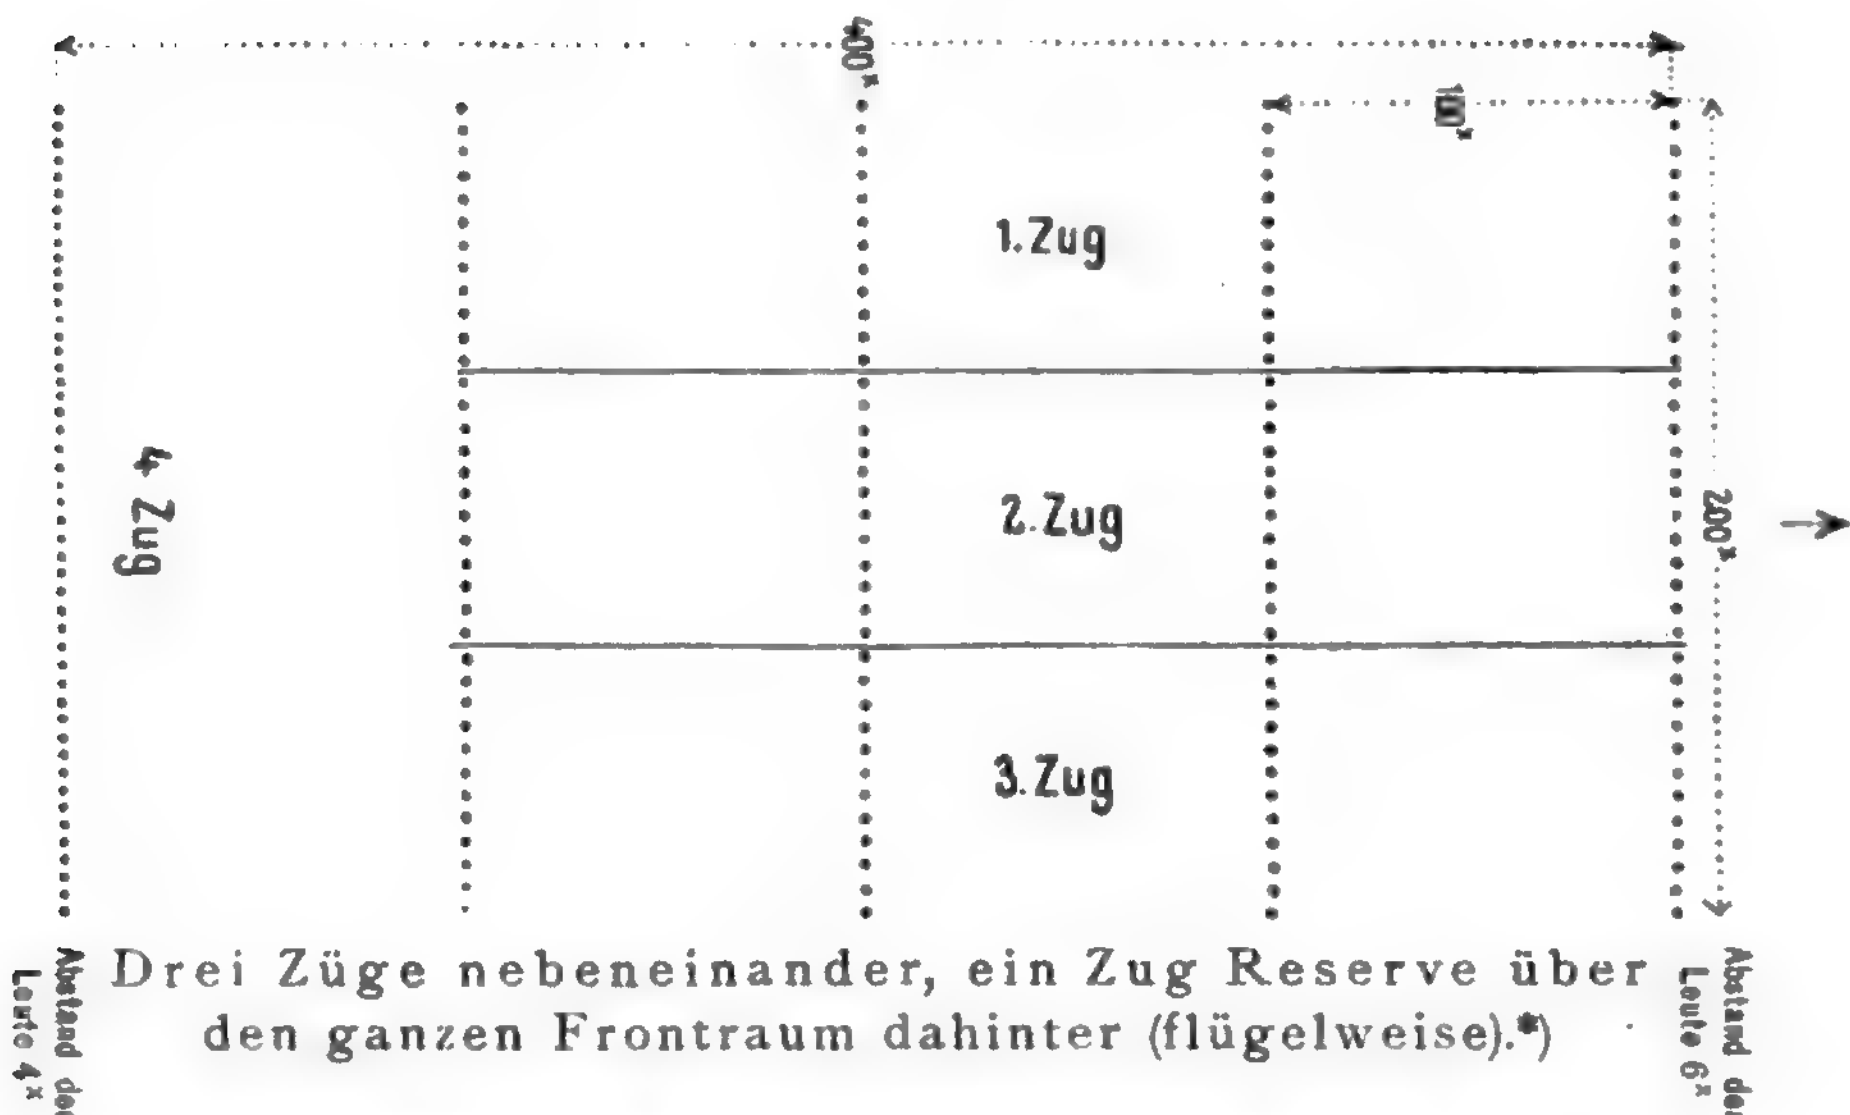 400ˣ
1. Zug
2. Zug
3. Zug
4 Zug
200ˣ
Abstand der
Leute 4ˣ
Abstand der
Leute 6ˣ
Drei Züge nebeneinander, ein Zug Reserve über
den ganzen Frontraum dahinter (flügelweise).*)